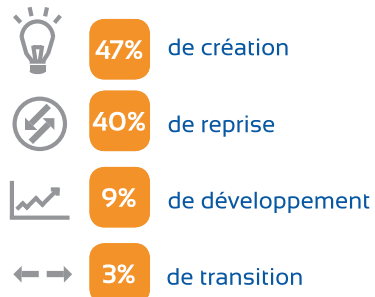 47% de création
40% de reprise
9% de développement
3% de transition